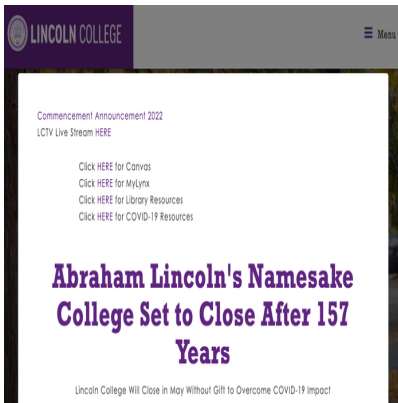 LINCOLN COLLEGE
Menu
Commencement Announcement 2022
LCTV Live Stream HERE
Click HERE for Canvas
Click HERE for MyLynx
Click HERE for Library Resources
Click HERE for COVID-19 Resources
Abraham Lincoln's Namesake
College Set to Close After 157
Years
Lincoln College Will Close in May Without Gift to Overcome COVID-19 Impact